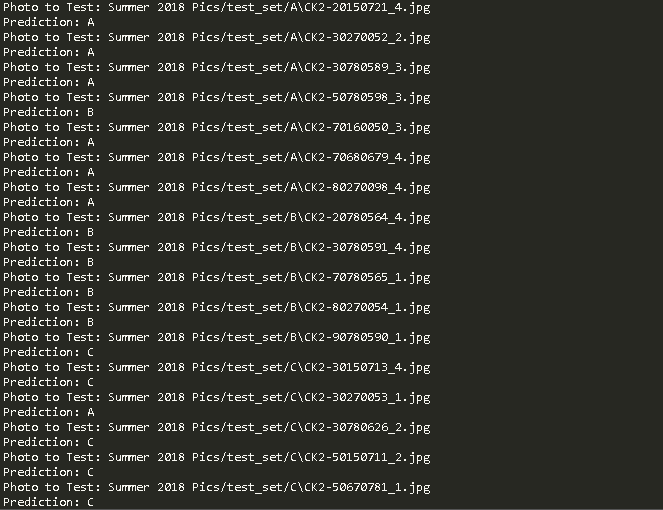 Photo to Test: Summer 2018 Pics/test_set/A\CK2-20150721_4.jpg
Prediction: A
Photo to Test: Summer 2018 Pics/test_set/A\CK2-30270052_2.jpg
Prediction: A
Photo to Test: Summer 2018 Pics/test_set/A\CK2-30780589_3.jpg
Prediction: A
Photo to Test: Summer 2018 Pics/test_set/A\CK2-50780598_3.jpg
Prediction: B
Photo to Test: Summer 2018 Pics/test_set/A\CK2-70160050_3.jpg
Prediction: A
Photo to Test: Summer 2018 Pics/test_set/A\CK2-70680679_4.jpg
Prediction: A
Photo to Test: Summer 2018 Pics/test_set/A\CK2-80270098_4.jpg
Prediction: A
Photo to Test: Summer 2018 Pics/test_set/B\CK2-20780564_4.jpg
Prediction: B
Photo to Test: Summer 2018 Pics/test_set/B\CK2-30780591_4.jpg
Prediction: B
Photo to Test: Summer 2018 Pics/test_set/B\CK2-70780565_1.jpg
Prediction: B
Photo to Test: Summer 2018 Pics/test_set/B\CK2-80270054_1.jpg
Prediction: B
Photo to Test: Summer 2018 Pics/test_set/B\CK2-90780590_1.jpg
Prediction: C
Photo to Test: Summer 2018 Pics/test_set/C\CK2-30150713_4.jpg
Prediction: C
Photo to Test: Summer 2018 Pics/test_set/C\CK2-30270053_1.jpg
Prediction: A
Photo to Test: Summer 2018 Pics/test_set/C\CK2-30780626_2.jpg
Prediction: C
Photo to Test: Summer 2018 Pics/test_set/C\CK2-50150711_2.jpg
Prediction: C
Photo to Test: Summer 2018 Pics/test_set/C\CK2-50670781_1.jpg
Prediction: C